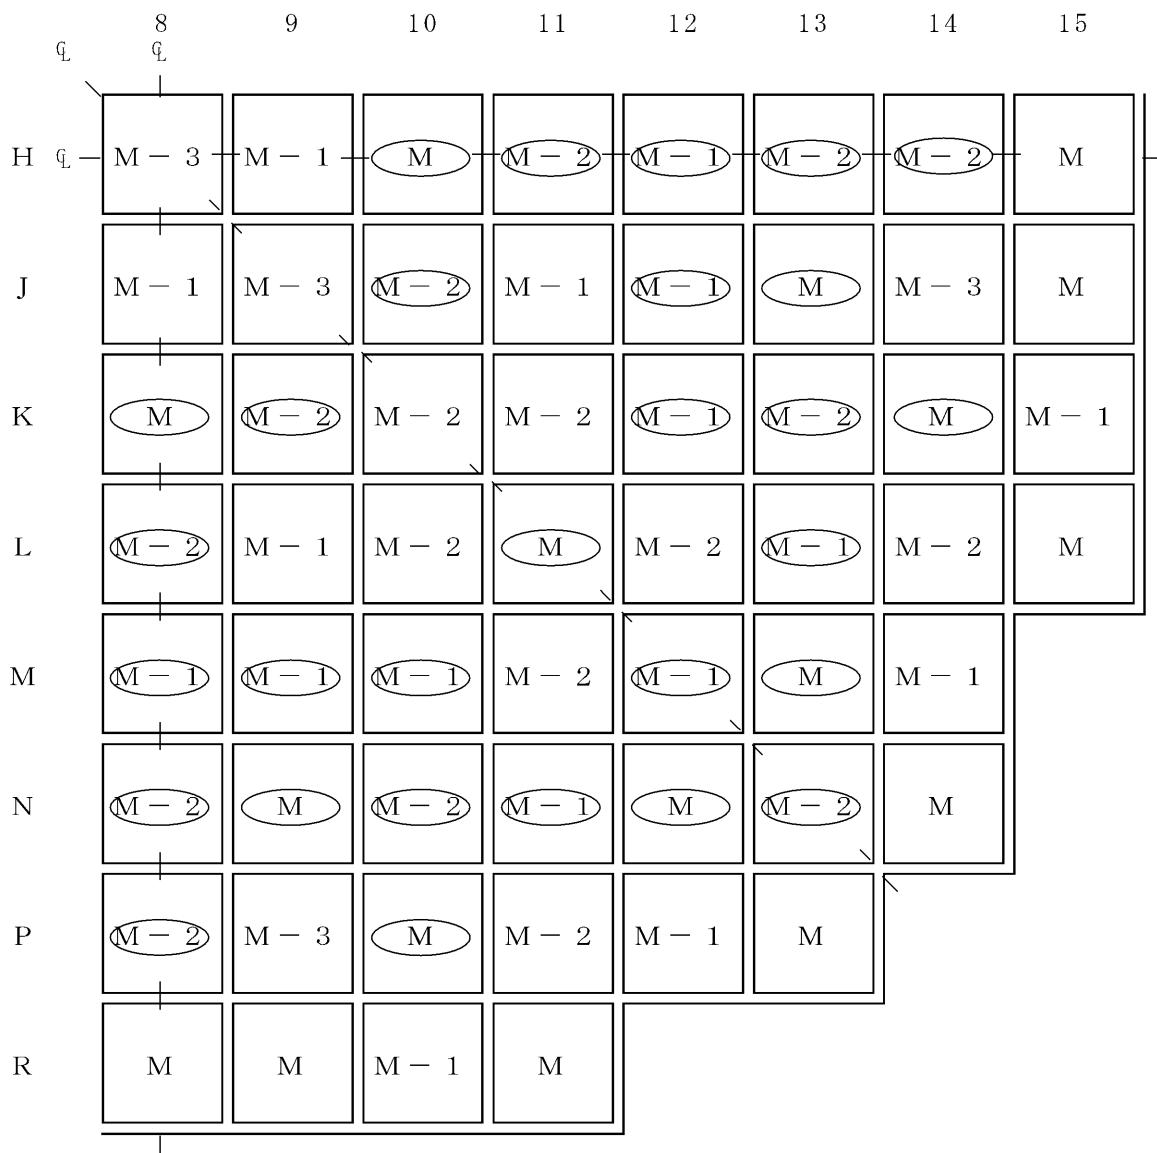 8 9 10 11 12 13 14 15
℄ ℄
H ℄ M-3 M-1 M M-2 M-1 M-2 M-2 M
J M-1 M-3 M-2 M-1 M-1 M M-3 M
K M M-2 M-2 M-2 M-1 M-2 M M-1
L M-2 M-1 M-2 M M-2 M-1 M-2 M
M M-1 M-1 M-1 M-2 M-1 M M-1
N M-2 M M-2 M-1 M M-2 M
P M-2 M-3 M M-2 M-1 M
R M M M-1 M